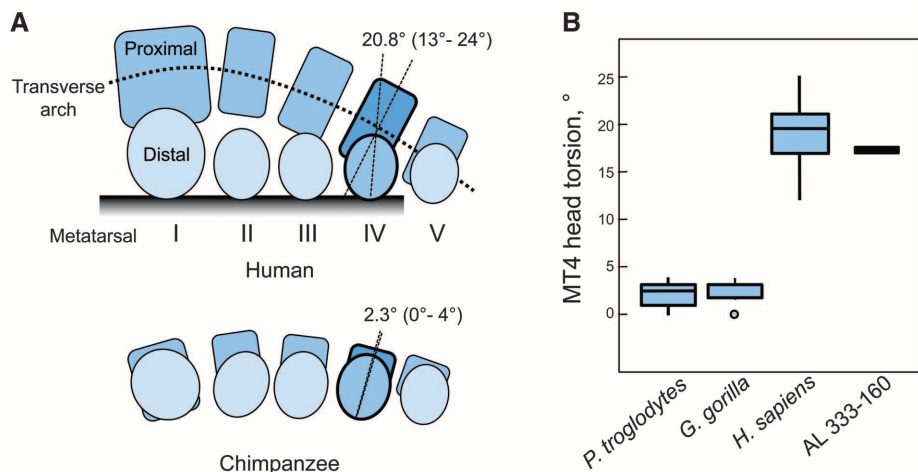 A
20.8° (13°- 24°)
Proximal
Transverse
arch
Distal
Metatarsal I II III IV V
Human
2.3° (0°- 4°)
Chimpanzee
B
MT4 head torsion, °
25
20
15
10
5
0
P. troglodytes
G. gorilla
H. sapiens
AL 333-160